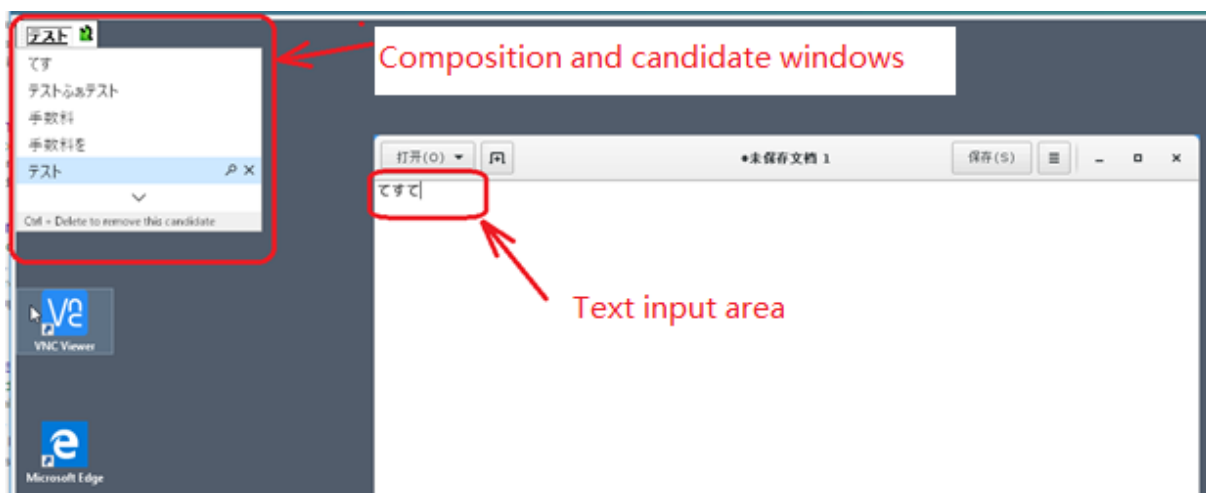 テスト
てす
テストふぁテスト
手数料
手数料を
テスト
Ctrl + Delete to remove this candidate
Composition and candidate windows
打开(O)
•未保存文档 1
保存(S)
てすて
Text input area
VNC Viewer
Microsoft Edge